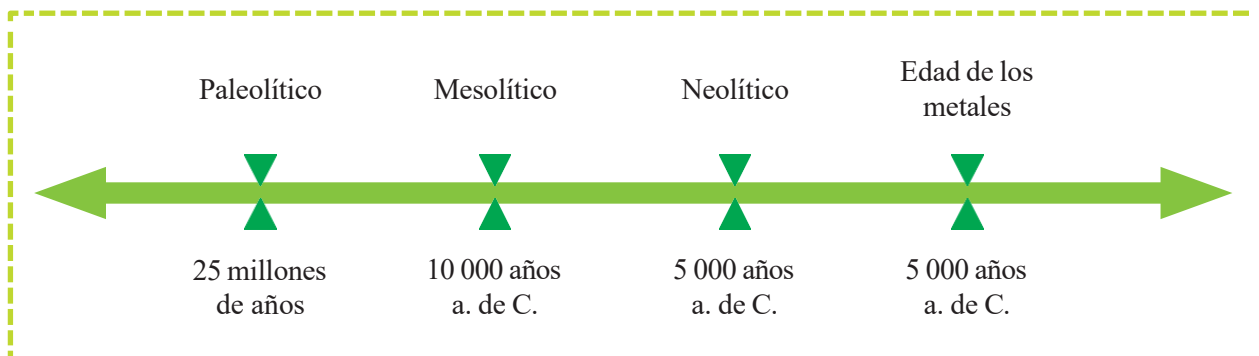 Paleolítico
Mesolítico
Neolítico
Edad de los
metales
25 millones
de años
10 000 años
a. de C.
5 000 años
a. de C.
5 000 años
a. de C.